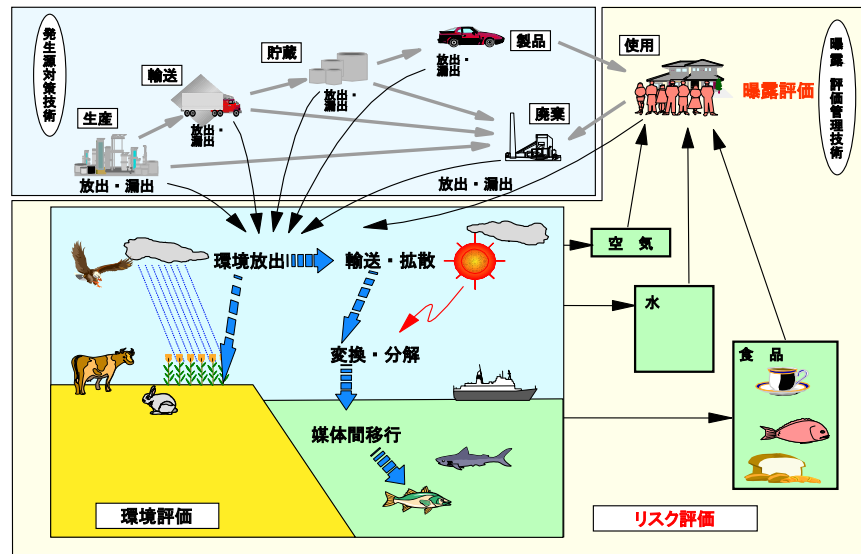 発生源対策技術
生産
放出・漏出
輸送
放出・
漏出
貯蔵
放出・
漏出
製品
放出・
漏出
廃棄
放出・漏出
使用
曝露評価
曝露 評価管理技術
環境放出
輸送・拡散
変換・分解
媒体間移行
環境評価
空 気
水
食 品
リスク評価